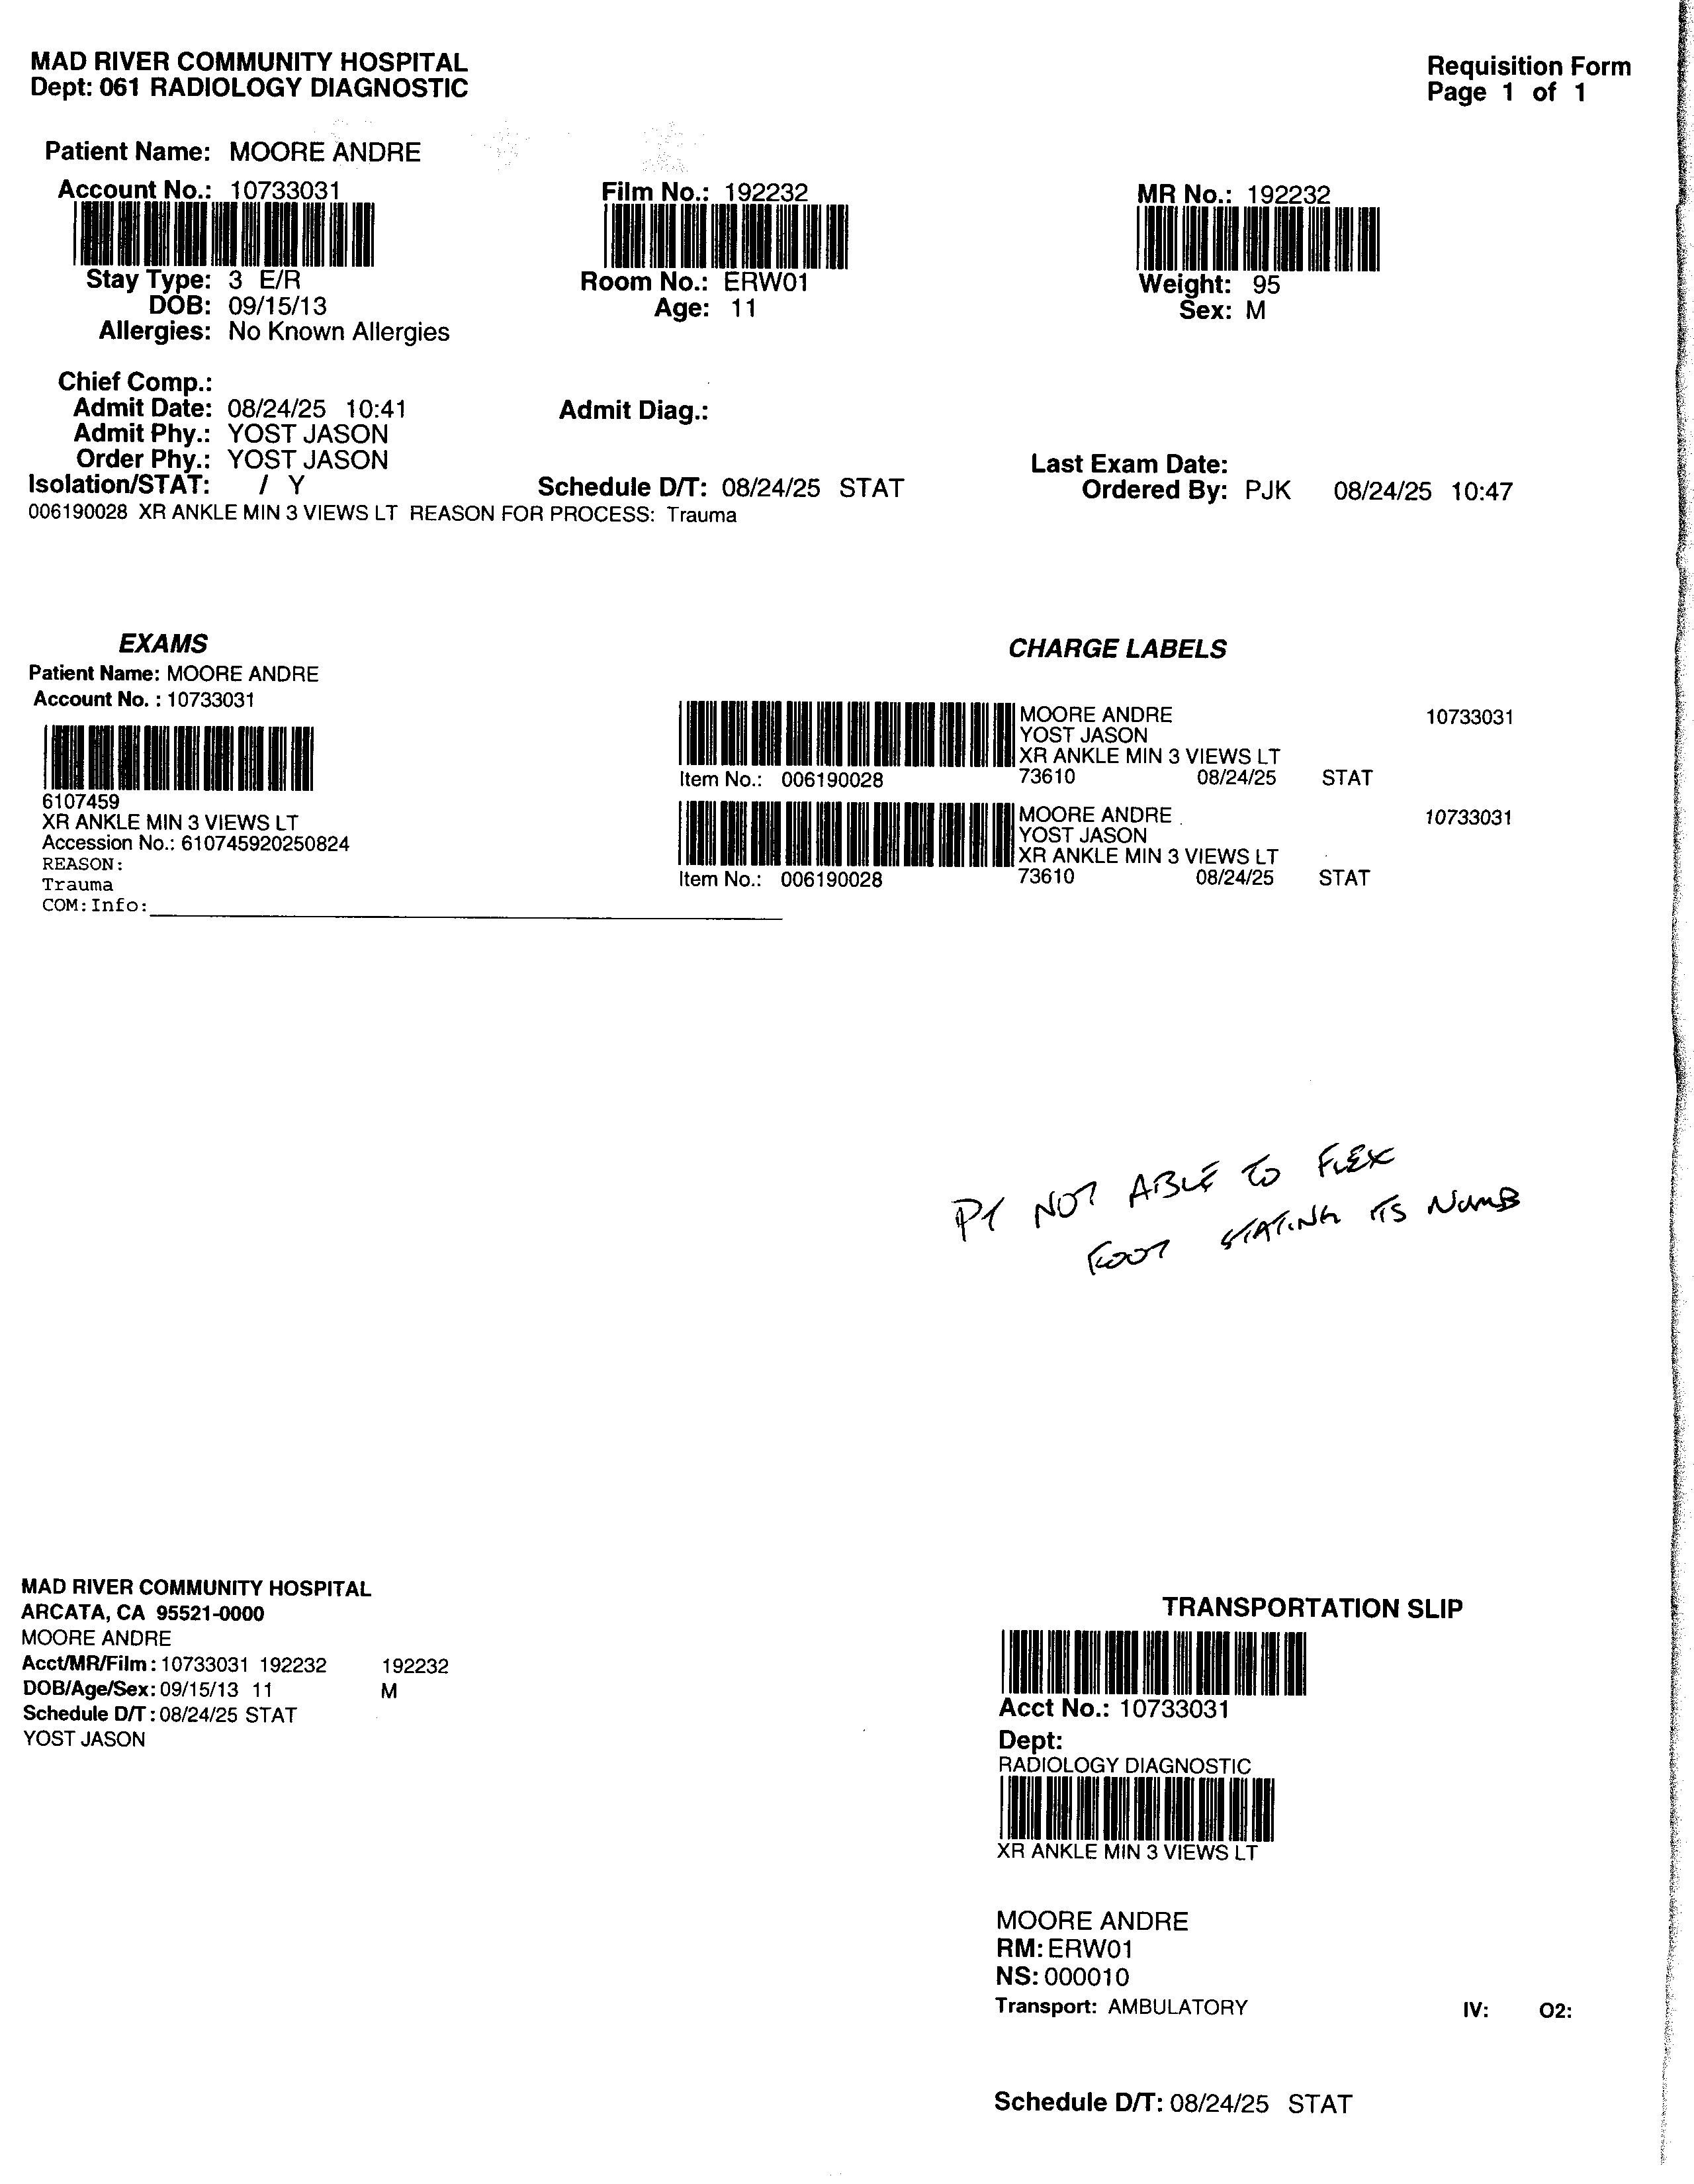 MAD RIVER COMMUNITY HOSPITAL
Dept: 061 RADIOLOGY DIAGNOSTIC
Requisition Form
Page 1 of 1
Patient Name: MOORE ANDRE
Account No.: 10733031
Film No.: 192232
MR No.: 192232
Stay Type: 3 E/R
Room No.: ERW01
Weight: 95
DOB: 09/15/13
Age: 11
Sex: M
Allergies: No Known Allergies
Chief Comp.:
Admit Date: 08/24/25 10:41
Admit Diag.:
Admit Phy.: YOST JASON
Order Phy.: YOST JASON
Last Exam Date:
Isolation/STAT: / Y
Schedule D/T: 08/24/25 STAT
Ordered By: PJK 08/24/25 10:47
006190028 XR ANKLE MIN 3 VIEWS LT REASON FOR PROCESS: Trauma
EXAMS
Patient Name: MOORE ANDRE
Account No. : 10733031
6107459
XR ANKLE MIN 3 VIEWS LT
Accession No.: 610745920250824
REASON:
Trauma
COM:Info:
CHARGE LABELS
MOORE ANDRE 10733031
YOST JASON
XR ANKLE MIN 3 VIEWS LT
Item No.: 006190028 73610 08/24/25 STAT
MOORE ANDRE 10733031
YOST JASON
XR ANKLE MIN 3 VIEWS LT
Item No.: 006190028 73610 08/24/25 STAT
PT NOT ABLE TO FLEX
FOOT STATING ITS NUMB
MAD RIVER COMMUNITY HOSPITAL
ARCATA, CA 95521-0000
MOORE ANDRE
Acct/MR/Film: 10733031 192232 192232
DOB/Age/Sex: 09/15/13 11 M
Schedule D/T: 08/24/25 STAT
YOST JASON
TRANSPORTATION SLIP
Acct No.: 10733031
Dept:
RADIOLOGY DIAGNOSTIC
XR ANKLE MIN 3 VIEWS LT
MOORE ANDRE
RM: ERW01
NS: 000010
Transport: AMBULATORY IV: O2:
Schedule D/T: 08/24/25 STAT